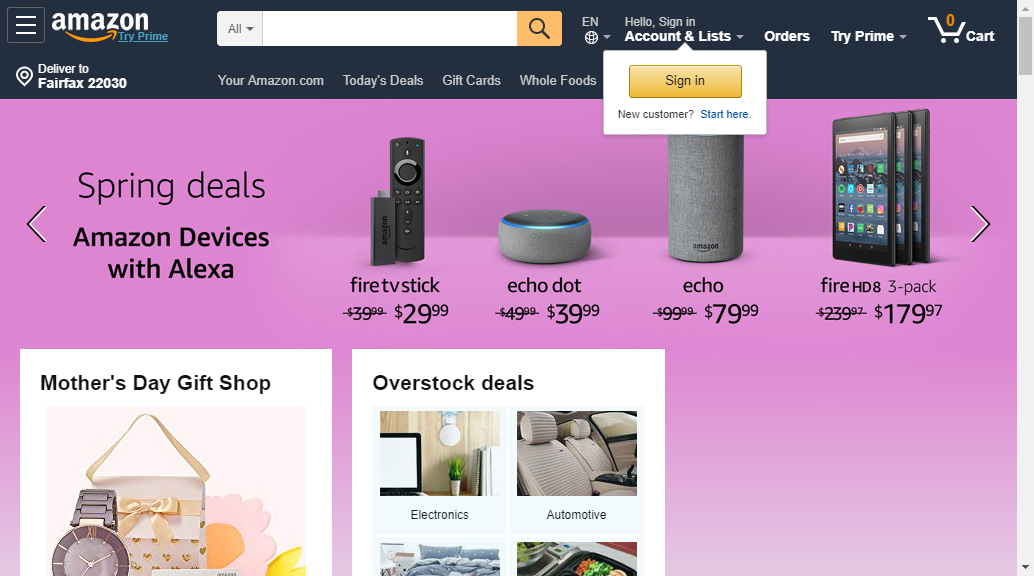 amazon
Try Prime
All
EN
Hello, Sign in
Account & Lists
Orders
Try Prime
0
Cart
Deliver to
Fairfax 22030
Your Amazon.com
Today's Deals
Gift Cards
Whole Foods
Sign in
New customer? Start here.
Spring deals
Amazon Devices
with Alexa
amazon
amazon
fire tv stick
echo dot
echo
fire HD 8 3-pack
$39.99 $29.99
$49.99 $39.99
$99.99 $79.99
$239.97 $179.97
Mother's Day Gift Shop
Overstock deals
Electronics
Automotive
amazon